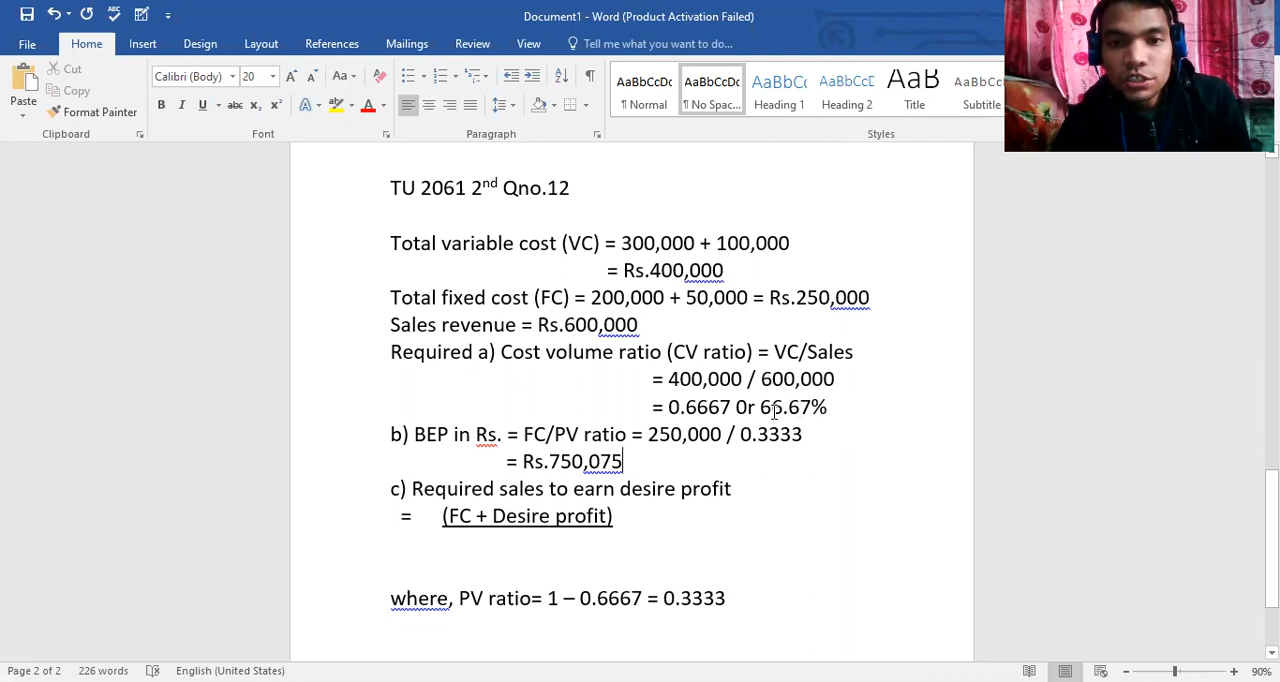 Document1 - Word (Product Activation Failed)
File Home Insert Design Layout References Mailings Review View Tell me what you want to do...
Cut
Copy
Format Painter
Paste
Clipboard
Calibri (Body) 20
Font
Paragraph
AaBbCcDc AaBbCcDc AaBbCc AaBbCcE AaB AaBbCcD
¶ Normal ¶ No Spac... Heading 1 Heading 2 Title Subtitle
Styles
TU 2061 2nd Qno.12
Total variable cost (VC) = 300,000 + 100,000
= Rs.400,000
Total fixed cost (FC) = 200,000 + 50,000 = Rs.250,000
Sales revenue = Rs.600,000
Required a) Cost volume ratio (CV ratio) = VC/Sales
= 400,000 / 600,000
= 0.6667 0r 66.67%
b) BEP in Rs. = FC/PV ratio = 250,000 / 0.3333
= Rs.750,075
c) Required sales to earn desire profit
= (FC + Desire profit)
where, PV ratio= 1 – 0.6667 = 0.3333
Page 2 of 2 226 words English (United States) 90%